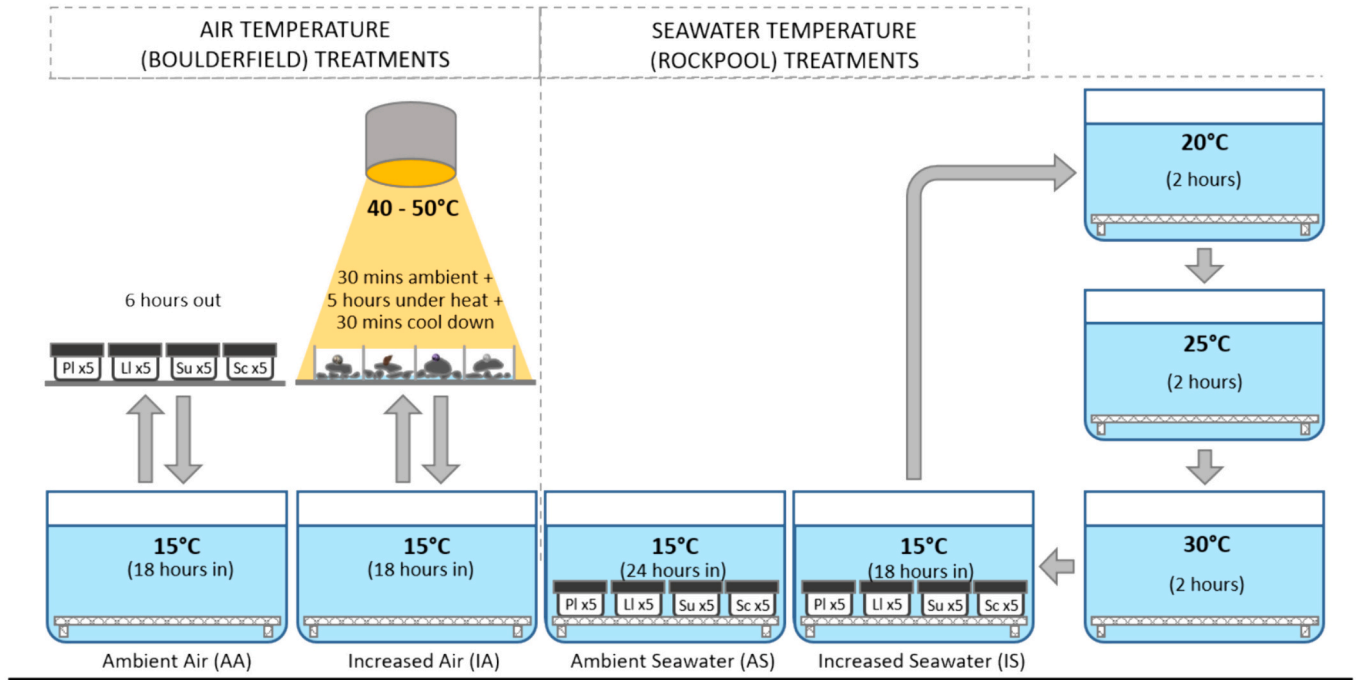 AIR TEMPERATURE
(BOULDERFIELD) TREATMENTS
SEAWATER TEMPERATURE
(ROCKPOOL) TREATMENTS
40 - 50°C
30 mins ambient +
5 hours under heat +
30 mins cool down
6 hours out
Pl x5 Ll x5 Su x5 Sc x5
20°C
(2 hours)
25°C
(2 hours)
30°C
(2 hours)
15°C
(18 hours in)
Ambient Air (AA)
15°C
(18 hours in)
Increased Air (IA)
15°C
(24 hours in)
Pl x5 Ll x5 Su x5 Sc x5
Ambient Seawater (AS)
15°C
(18 hours in)
Pl x5 Ll x5 Su x5 Sc x5
Increased Seawater (IS)